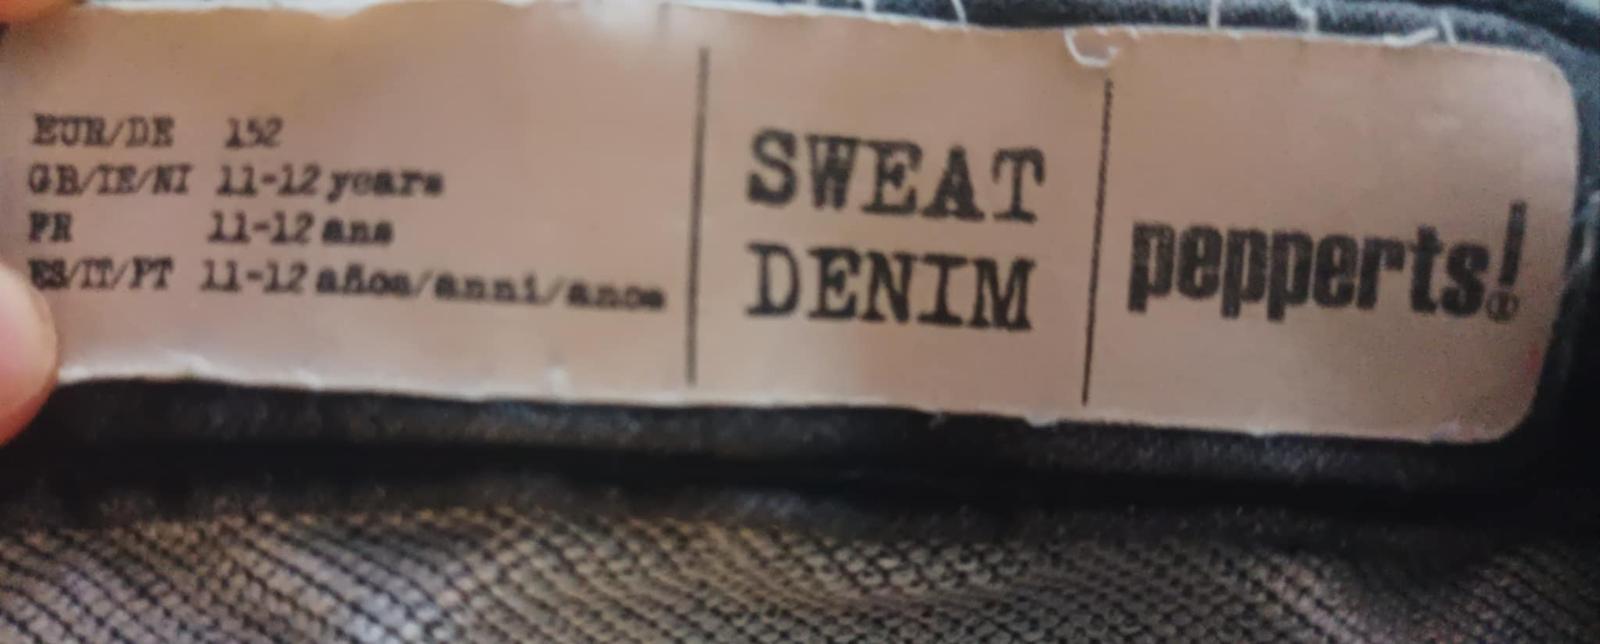 EUR/DE 152
GB/IE/NI 11-12 years
FR 11-12 ans
ES/IT/PT 11-12 años/anni/anos
SWEAT
DENIM
pepperts!®